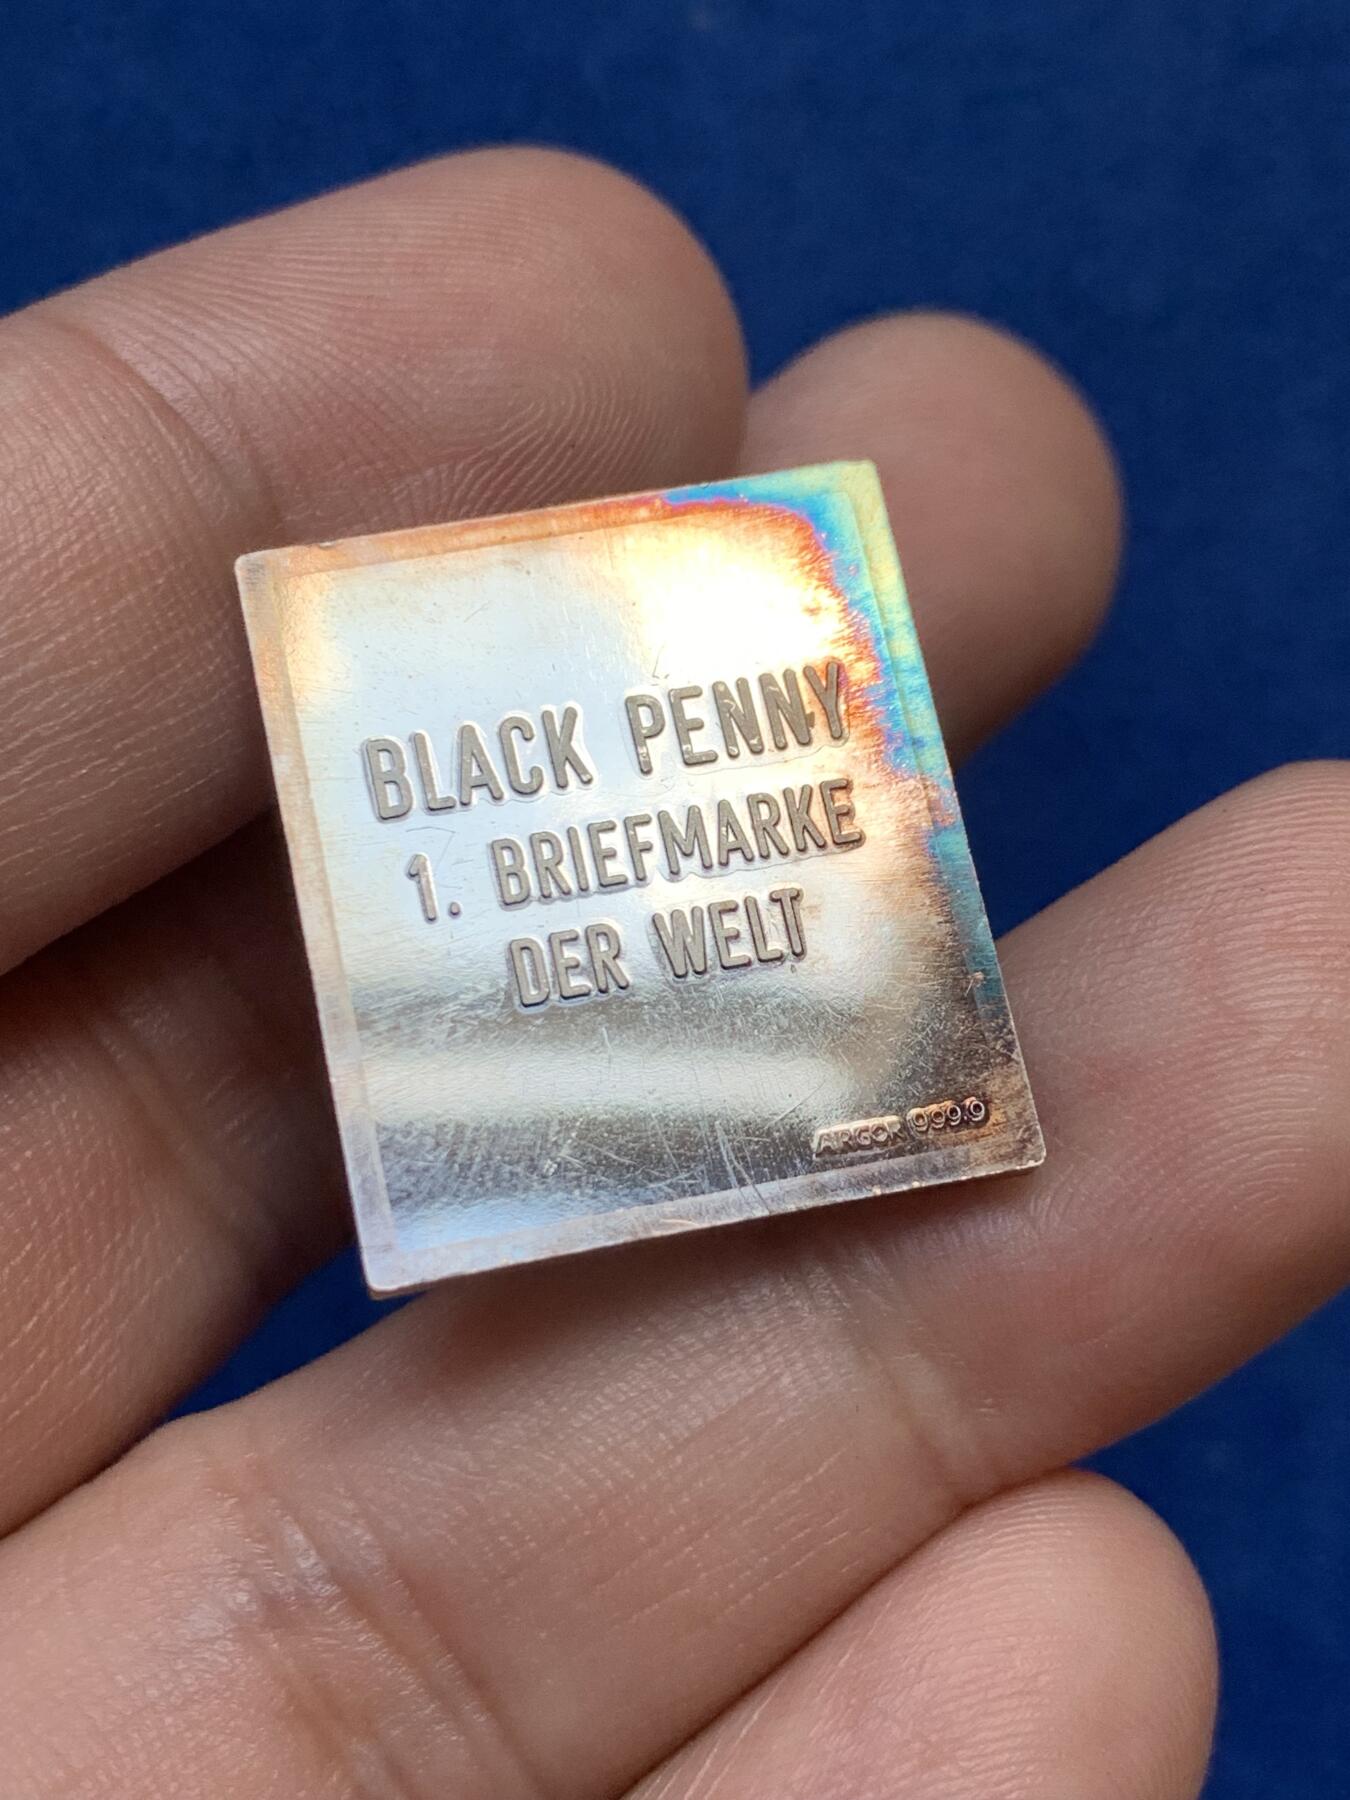 BLACK PENNY
1. BRIEFMARKE
DER WELT
ARGOR 999.9